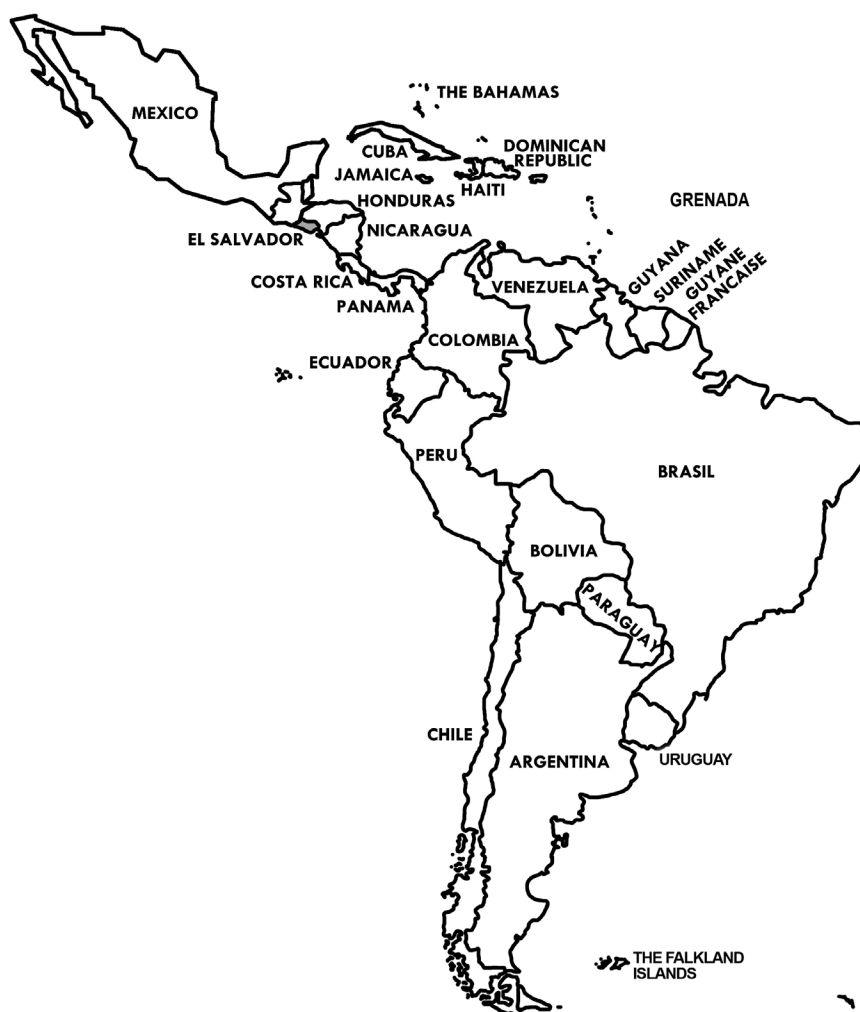 THE BAHAMAS
MEXICO
DOMINICAN
REPUBLIC
CUBA
JAMAICA
HAITI
HONDURAS
GRENADA
NICARAGUA
EL SALVADOR
GUYANA
SURINAME
GUYANE
FRANCAISE
COSTA RICA
VENEZUELA
PANAMA
COLOMBIA
ECUADOR
PERU
BRASIL
BOLIVIA
PARAGUAY
CHILE
URUGUAY
ARGENTINA
THE FALKLAND
ISLANDS